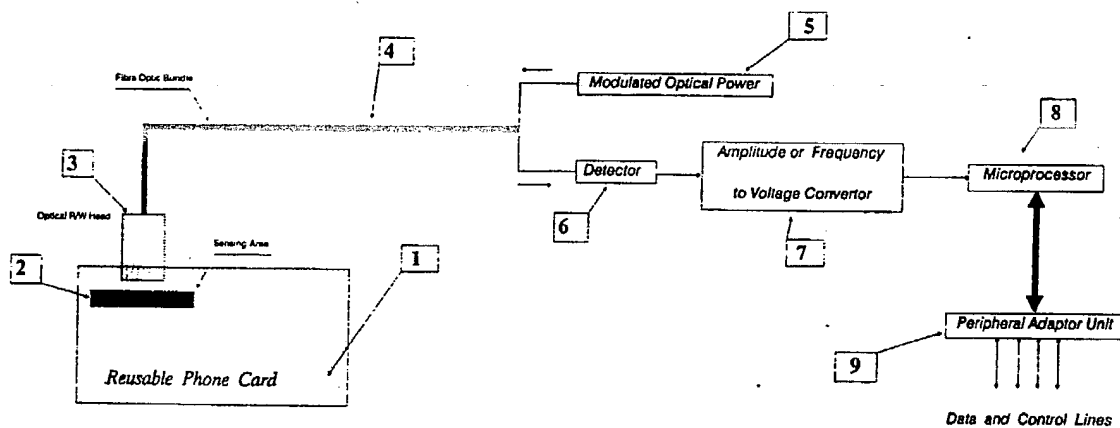 5
4
Fibre Optic Bundle
Modulated Optical Power
8
3
Amplitude or Frequency
to Voltage Convertor
Detector
Microprocessor
Optical R/W Head
6
Sensing Area
7
1
2
Peripheral Adaptor Unit
9
Reusable Phone Card
Data and Control Lines